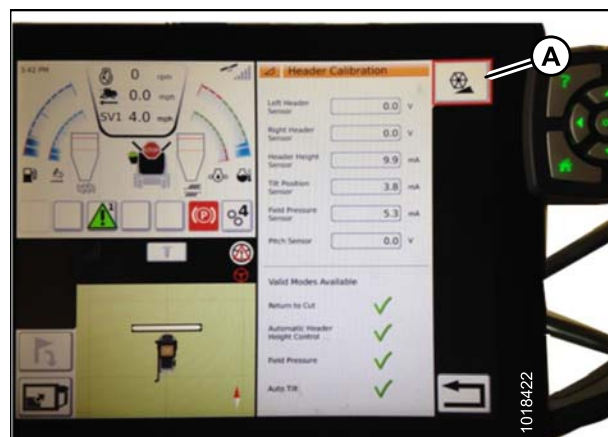 3:42 PM
0 rpm
0.0 mph
SV1 4.0 mph
STOP
1
(P)
4
Header Calibration
Left Header
Sensor
0.0 V
Right Header
Sensor
0.0 V
Header Height
Sensor
9.9 mA
Tilt Position
Sensor
3.8 mA
Field Pressure
Sensor
5.3 mA
Pitch Sensor
0.0 V
Valid Modes Available
Return to Cut
Automatic Header
Height Control
Field Pressure
Auto Tilt
A
?
1018422